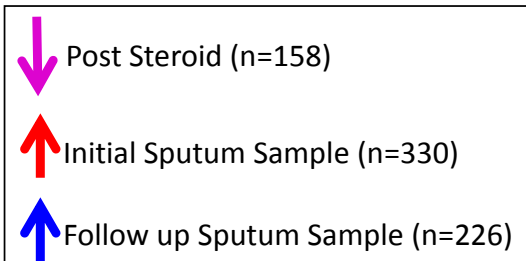 Post Steroid (n=158)
Initial Sputum Sample (n=330)
Follow up Sputum Sample (n=226)